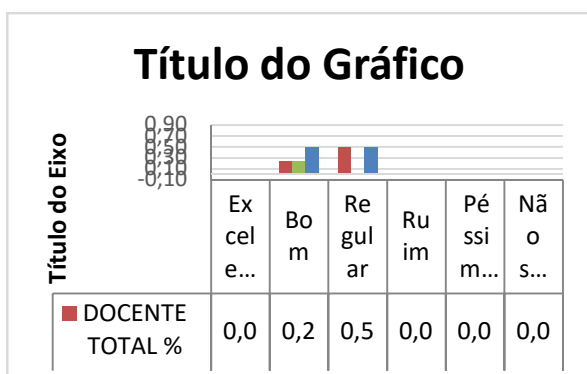 Título do Gráfico
Título do Eixo
0,90
0,70
0,50
0,30
0,10
-0,10
Ex
cel
e...
Bo
m
Re
gul
ar
Ru
im
Pé
ssi
m...
Nã
o
s...
DOCENTE
TOTAL %
0,0 0,2 0,5 0,0 0,0 0,0